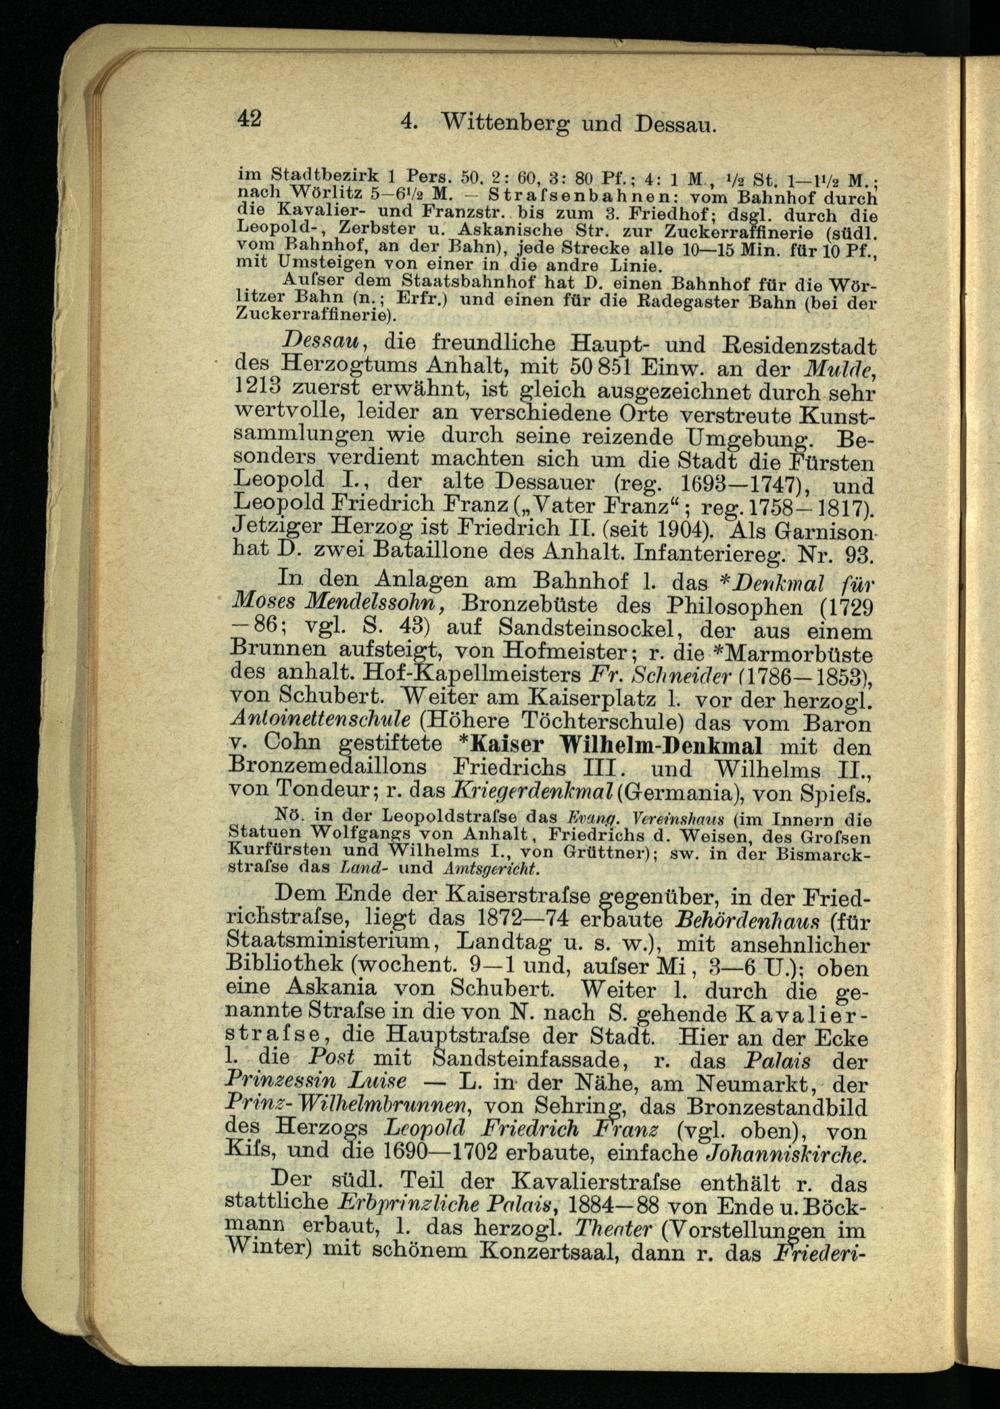 42 4. Wittenberg und Dessau.
im Stadtbezirk 1 Pers. 50, 2: 60, 3: 80 Pf.; 4: 1 M., ½ St. 1—1½ M.;
nach Wörlitz 5—6½ M. — Straſsenbahnen: vom Bahnhof durch
die Kavalier- und Franzstr. bis zum 3. Friedhof; dsgl. durch die
Leopold-, Zerbster u. Askanische Str. zur Zuckerraffinerie (südl.
vom Bahnhof, an der Bahn), jede Strecke alle 10—15 Min. für 10 Pf.,
mit Umsteigen von einer in die andre Linie.
Auſser dem Staatsbahnhof hat D. einen Bahnhof für die Wör-
litzer Bahn (n.; Erfr.) und einen für die Radegaster Bahn (bei der
Zuckerraffinerie).
Dessau, die freundliche Haupt- und Residenzstadt
des Herzogtums Anhalt, mit 50 851 Einw. an der Mulde,
1213 zuerst erwähnt, ist gleich ausgezeichnet durch sehr
wertvolle, leider an verschiedene Orte verstreute Kunst-
sammlungen wie durch seine reizende Umgebung. Be-
sonders verdient machten sich um die Stadt die Fürsten
Leopold I., der alte Dessauer (reg. 1693—1747), und
Leopold Friedrich Franz („Vater Franz“; reg. 1758—1817).
Jetziger Herzog ist Friedrich II. (seit 1904). Als Garnison
hat D. zwei Bataillone des Anhalt. Infanteriereg. Nr. 93.
In den Anlagen am Bahnhof l. das *Denkmal für
Moses Mendelssohn, Bronzebüste des Philosophen (1729
—86; vgl. S. 43) auf Sandsteinsockel, der aus einem
Brunnen aufsteigt, von Hofmeister; r. die *Marmorbüste
des anhalt. Hof-Kapellmeisters Fr. Schneider (1786—1853),
von Schubert. Weiter am Kaiserplatz l. vor der herzogl.
Antoinettenschule (Höhere Töchterschule) das vom Baron
v. Cohn gestiftete *Kaiser Wilhelm-Denkmal mit den
Bronzemedaillons Friedrichs III. und Wilhelms II.,
von Tondeur; r. das Kriegerdenkmal (Germania), von Spieſs.
Nö. in der Leopoldstraſse das Evang. Vereinshaus (im Innern die
Statuen Wolfgangs von Anhalt, Friedrichs d. Weisen, des Groſsen
Kurfürsten und Wilhelms I., von Grüttner); sw. in der Bismarck-
straſse das Land- und Amtsgericht.
Dem Ende der Kaiserstraſse gegenüber, in der Fried-
richstraſse, liegt das 1872—74 erbaute Behördenhaus (für
Staatsministerium, Landtag u. s. w.), mit ansehnlicher
Bibliothek (wochent. 9—1 und, auſser Mi, 3—6 U.); oben
eine Askania von Schubert. Weiter l. durch die ge-
nannte Straſse in die von N. nach S. gehende Kavalier-
straſse, die Hauptstraſse der Stadt. Hier an der Ecke
l. die Post mit Sandsteinfassade, r. das Palais der
Prinzessin Luise — L. in der Nähe, am Neumarkt, der
Prinz-Wilhelmbrunnen, von Sehring, das Bronzestandbild
des Herzogs Leopold Friedrich Franz (vgl. oben), von
Kiſs, und die 1690—1702 erbaute, einfache Johanniskirche.
Der südl. Teil der Kavalierstraſse enthält r. das
stattliche Erbprinzliche Palais, 1884—88 von Ende u. Böck-
mann erbaut, l. das herzogl. Theater (Vorstellungen im
Winter) mit schönem Konzertsaal, dann r. das Friederi-